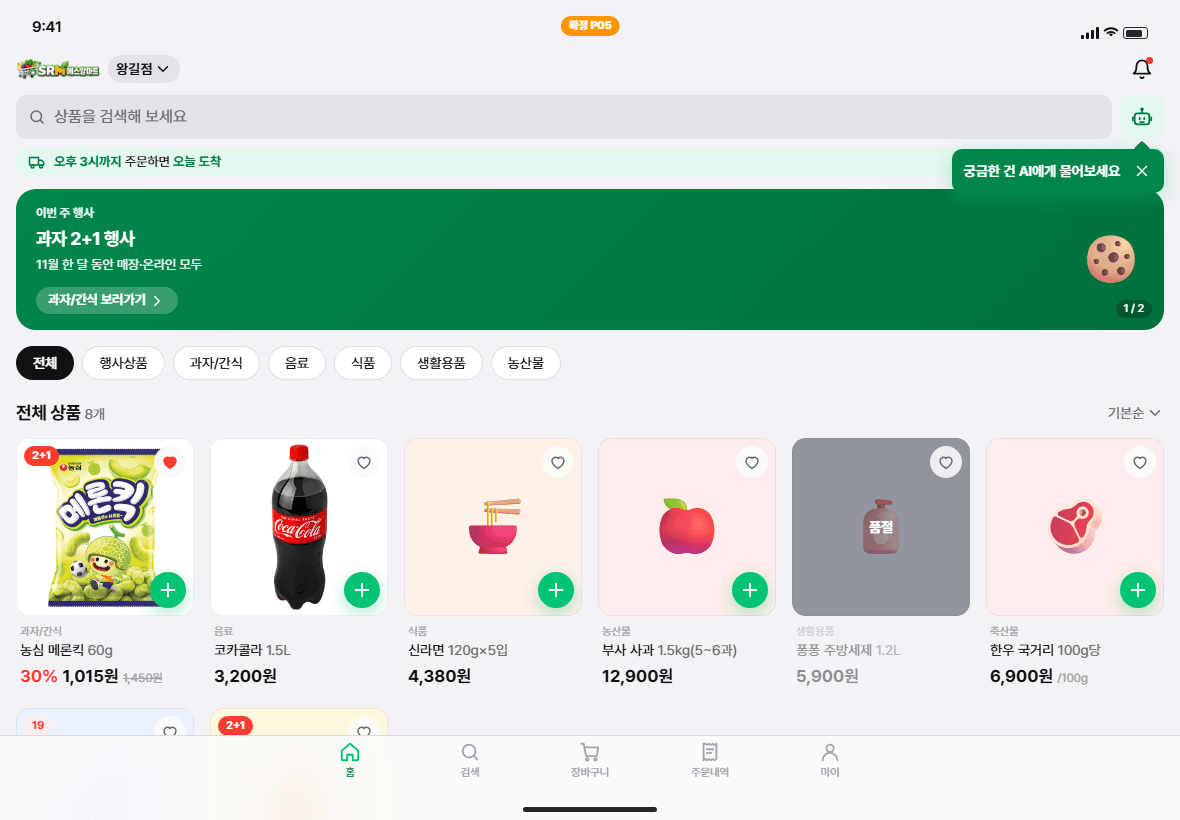 9:41
확정 P05
SRM 에스알마트
왕길점
상품을 검색해 보세요
오후 3시까지 주문하면 오늘 도착
궁금한 건 AI에게 물어보세요
이번 주 행사
과자 2+1 행사
11월 한 달 동안 매장·온라인 모두
과자/간식 보러가기
1 / 2
전체 행사상품 과자/간식 음료 식품 생활용품 농산물
전체 상품 8개
기본순
2+1
농심
메론킥
ORIGINAL TASTE
Coca-Cola
품절
과자/간식
농심 메론킥 60g
30% 1,015원 1,450원
음료
코카콜라 1.5L
3,200원
식품
신라면 120g×5입
4,380원
농산물
부사 사과 1.5kg(5~6과)
12,900원
생활용품
퐁퐁 주방세제 1.2L
5,900원
축산물
한우 국거리 100g당
6,900원 /100g
19
2+1
홈 검색 장바구니 주문내역 마이